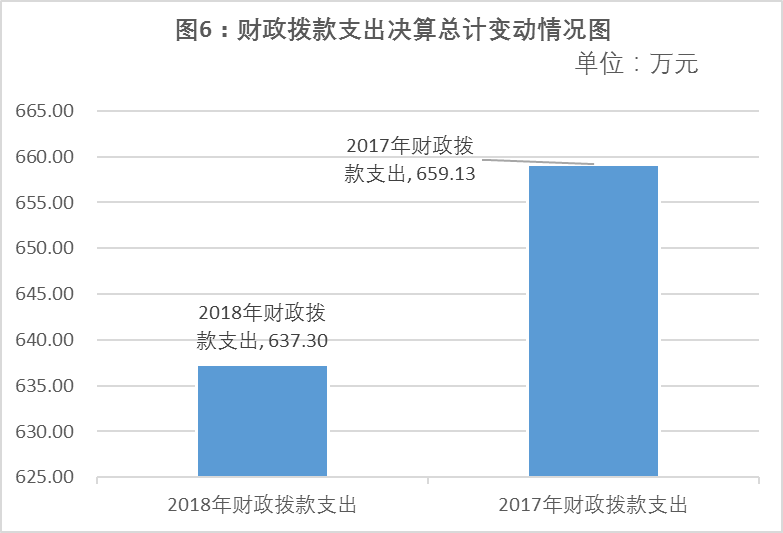 图6：财政拨款支出决算总计变动情况图
单位：万元
665.00
660.00
655.00
650.00
645.00
640.00
635.00
630.00
625.00
2017年财政拨
款支出, 659.13
2018年财政拨
款支出, 637.30
2018年财政拨款支出
2017年财政拨款支出